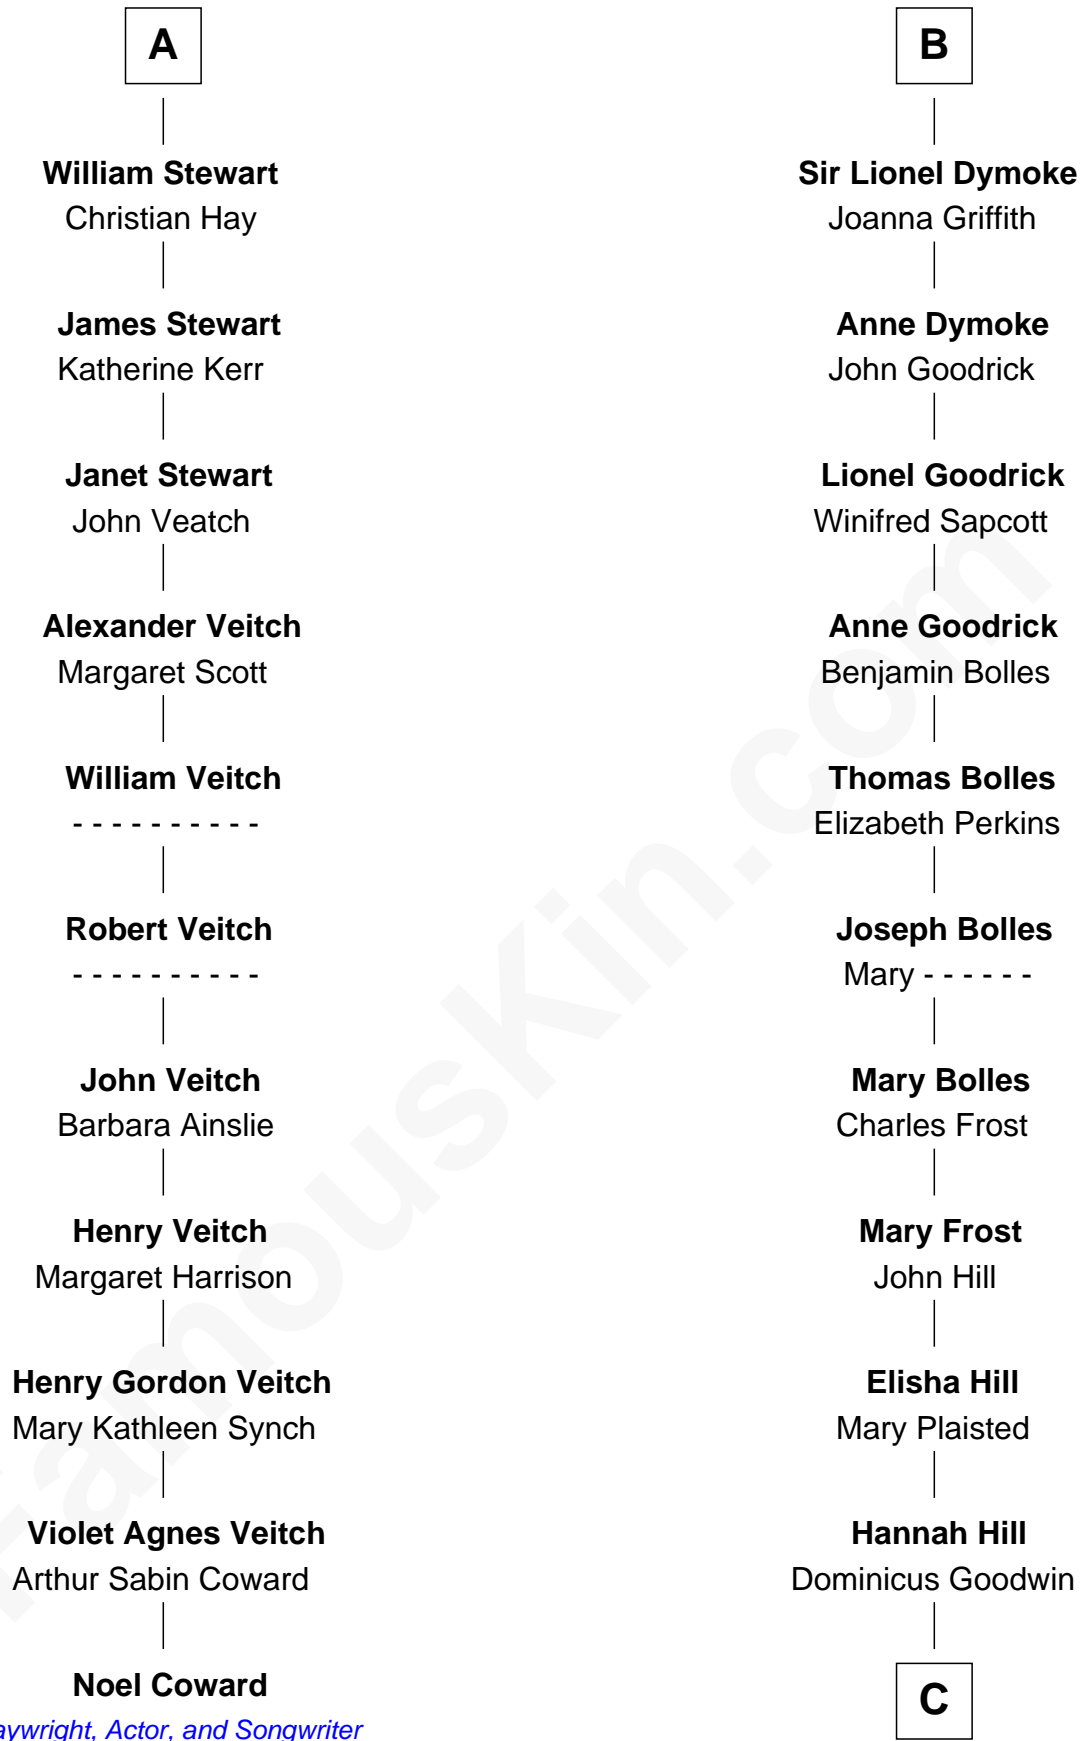 A
William Stewart
Christian Hay
James Stewart
Katherine Kerr
Janet Stewart
John Veatch
Alexander Veitch
Margaret Scott
William Veitch
- - - - - - - - - -
Robert Veitch
- - - - - - - - - -
John Veitch
Barbara Ainslie
Henry Veitch
Margaret Harrison
Henry Gordon Veitch
Mary Kathleen Synch
Violet Agnes Veitch
Arthur Sabin Coward
Noel Coward
aywright, Actor, and Songwriter
B
Sir Lionel Dymoke
Joanna Griffith
Anne Dymoke
John Goodrick
Lionel Goodrick
Winifred Sapcott
Anne Goodrick
Benjamin Bolles
Thomas Bolles
Elizabeth Perkins
Joseph Bolles
Mary - - - - - -
Mary Bolles
Charles Frost
Mary Frost
John Hill
Elisha Hill
Mary Plaisted
Hannah Hill
Dominicus Goodwin
C
FamousKin.com